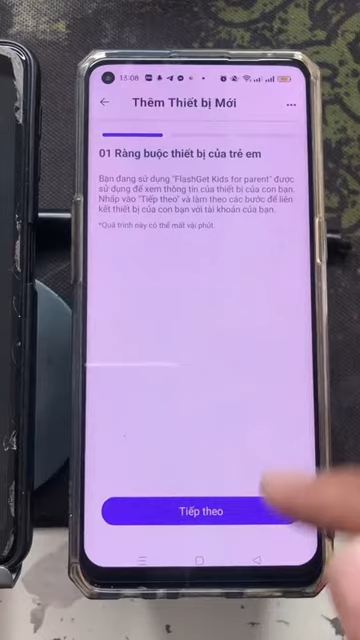 13:08
Thêm Thiết bị Mới
01 Ràng buộc thiết bị của trẻ em
Bạn đang sử dụng "FlashGet Kids for parent" được
sử dụng để xem thông tin của thiết bị của con bạn.
Nhấp vào "Tiếp theo" và làm theo các bước để liên
kết thiết bị của con bạn với tài khoản của bạn.
*Quá trình này có thể mất vài phút.
Tiếp theo